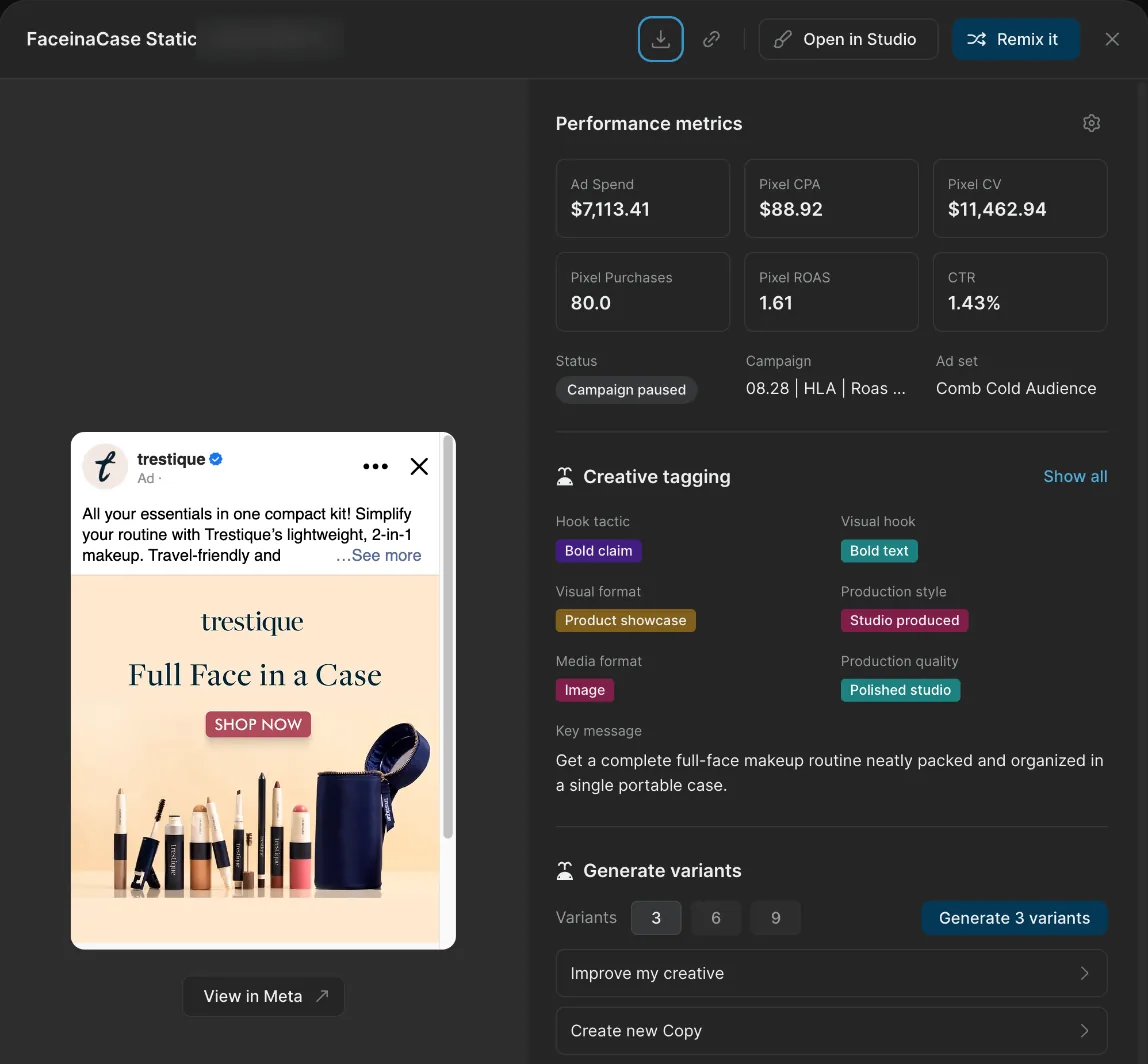 FaceinaCase Static
Open in Studio
Remix it
trestique
Ad ·
All your essentials in one compact kit! Simplify
your routine with Trestique’s lightweight, 2-in-1
makeup. Travel-friendly and ...See more
trestique
Full Face in a Case
SHOP NOW
trestique
trestique
View in Meta
Performance metrics
Ad Spend
$7,113.41
Pixel CPA
$88.92
Pixel CV
$11,462.94
Pixel Purchases
80.0
Pixel ROAS
1.61
CTR
1.43%
Status
Campaign paused
Campaign
08.28 | HLA | Roas ...
Ad set
Comb Cold Audience
Creative tagging
Show all
Hook tactic
Bold claim
Visual hook
Bold text
Visual format
Product showcase
Production style
Studio produced
Media format
Image
Production quality
Polished studio
Key message
Get a complete full-face makeup routine neatly packed and organized in
a single portable case.
Generate variants
Variants 3 6 9
Generate 3 variants
Improve my creative
Create new Copy